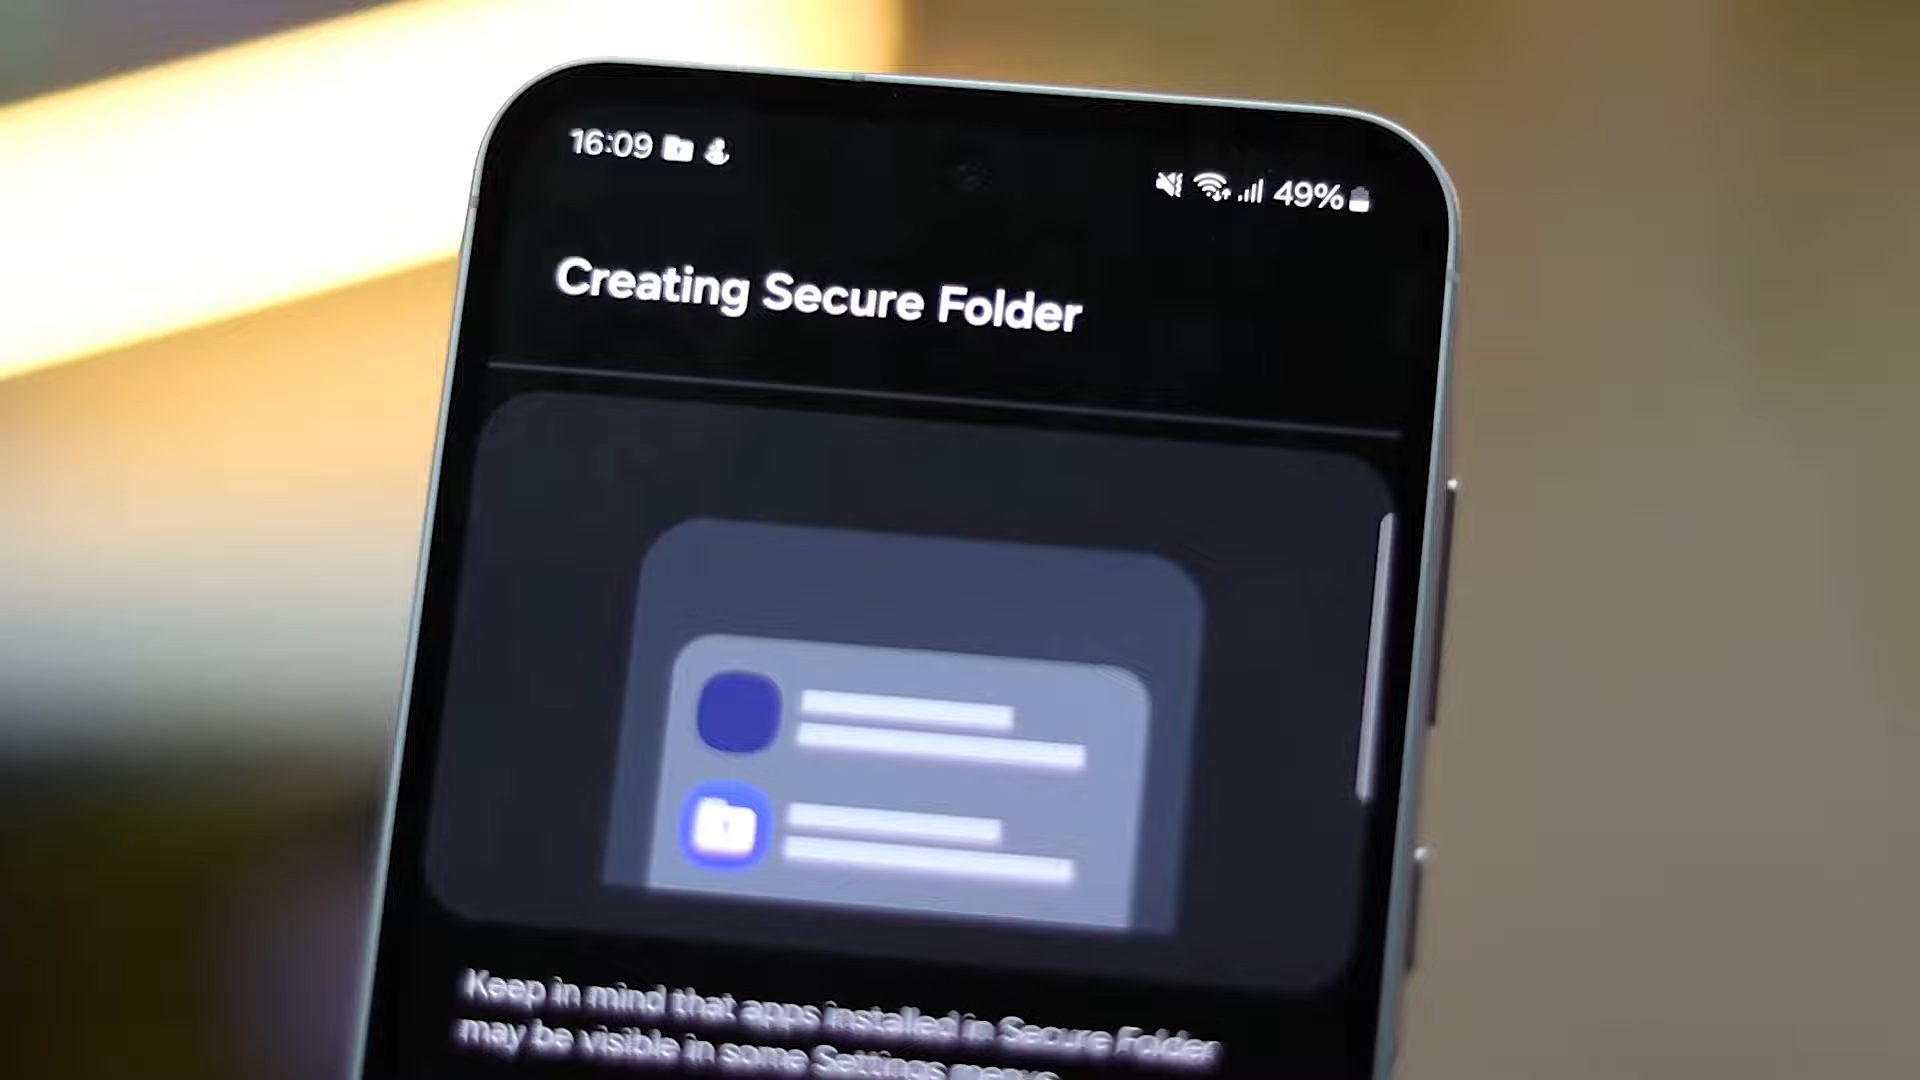 16:09
49%
Creating Secure Folder
Keep in mind that apps installed in Secure Folder
may be visible in some Settings menus